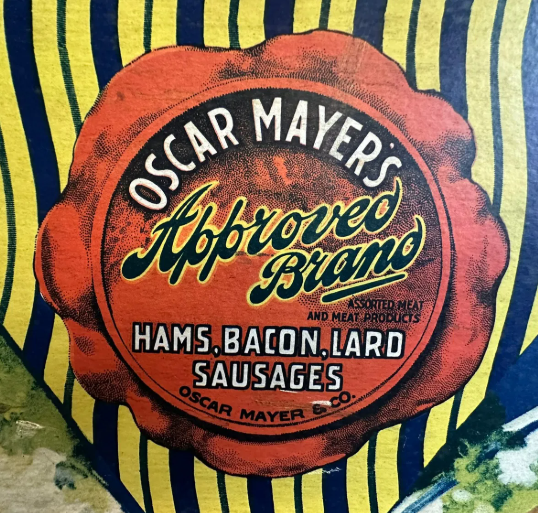 OSCAR MAYER'S
Approved
Brand
ASSORTED MEAT
AND MEAT PRODUCTS
HAMS, BACON, LARD
SAUSAGES
OSCAR MAYER & CO.